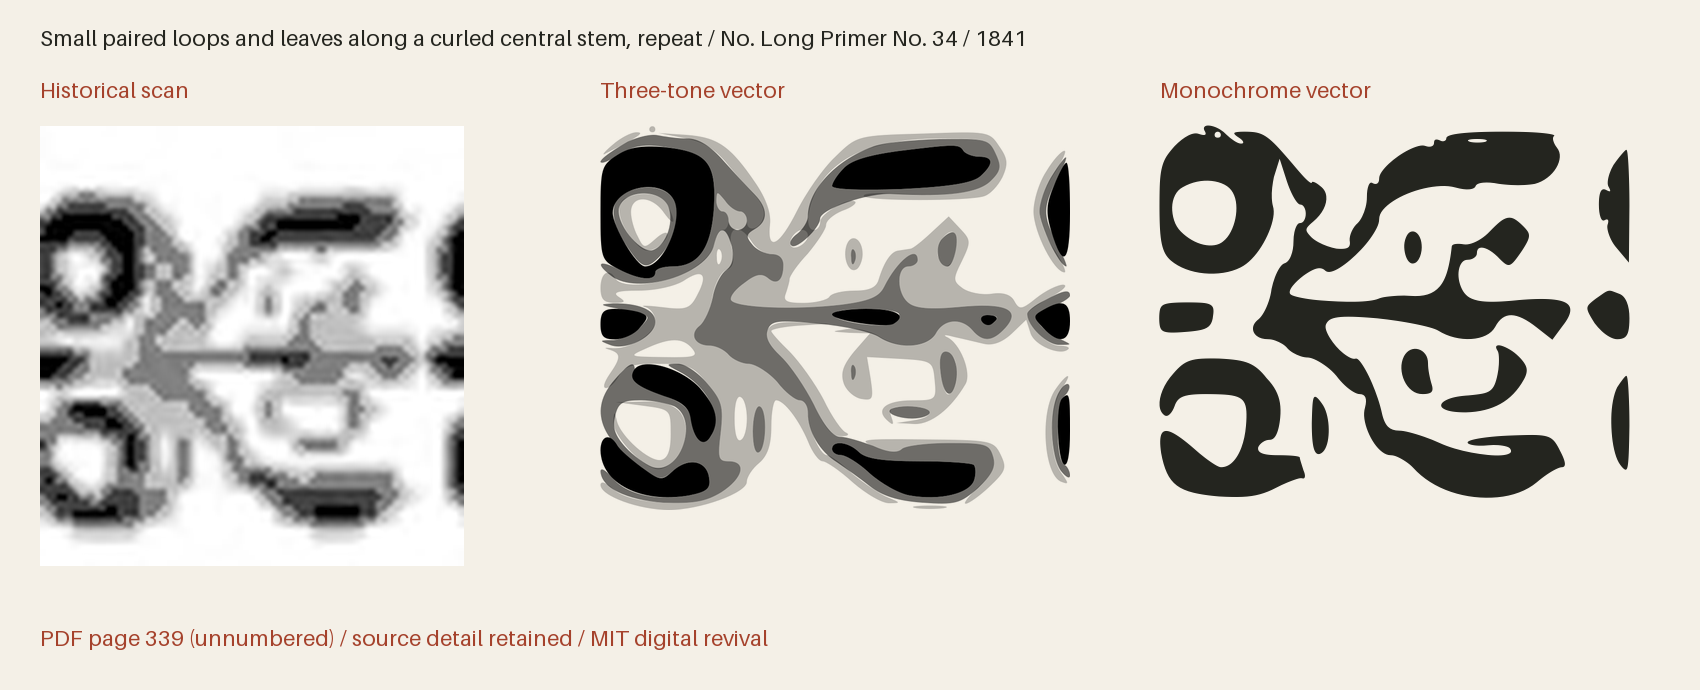 Small paired loops and leaves along a curled central stem, repeat / No. Long Primer No. 34 / 1841
Historical scan
Three-tone vector
Monochrome vector
PDF page 339 (unnumbered) / source detail retained / MIT digital revival